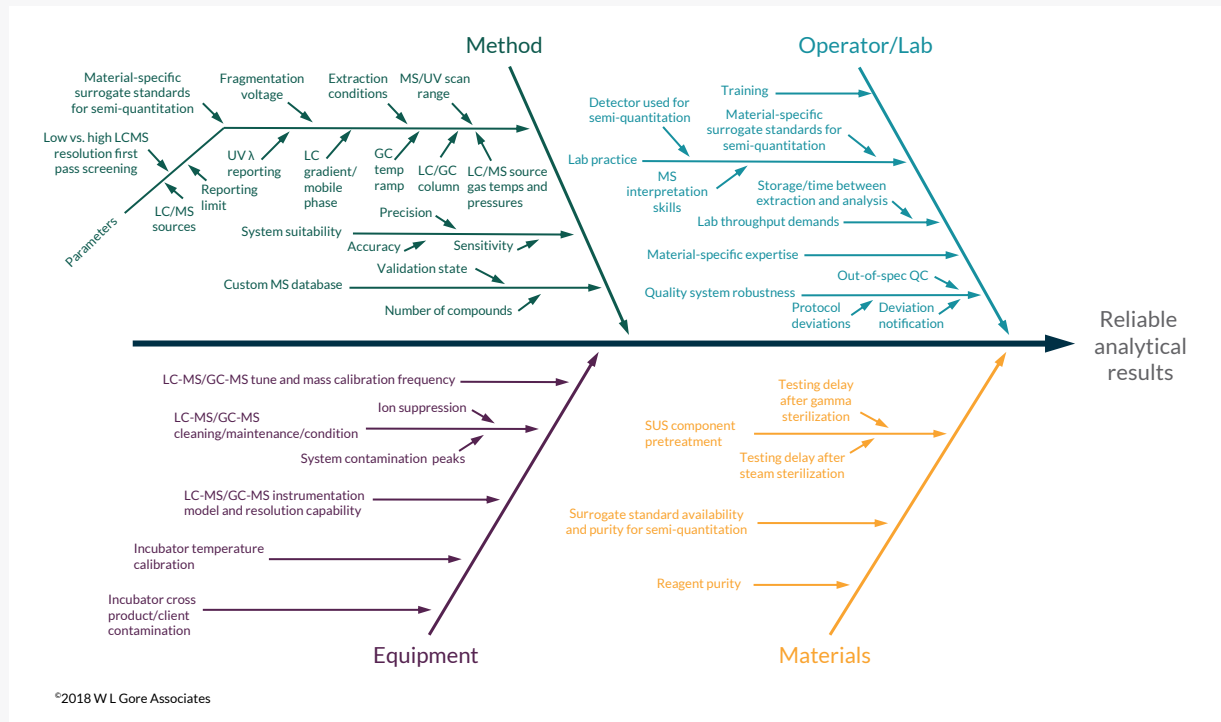 Method
Operator/Lab
Material-specific
surrogate standards
for semi-quantitation
Fragmentation
voltage
Extraction
conditions
MS/UV scan
range
Low vs. high LCMS
resolution first
pass screening
UV λ
reporting
LC
gradient/
mobile
phase
GC
temp
ramp
LC/GC
column
LC/MS source
gas temps and
pressures
Reporting
limit
LC/MS
sources
Parameters
Precision
System suitability
Accuracy
Sensitivity
Validation state
Custom MS database
Number of compounds
Training
Detector used for
semi-quantitation
Material-specific
surrogate standards for
semi-quantitation
Lab practice
MS
interpretation
skills
Storage/time between
extraction and analysis
Lab throughput demands
Material-specific expertise
Out-of-spec QC
Quality system robustness
Protocol
deviations
Deviation
notification
Reliable
analytical
results
LC-MS/GC-MS tune and mass calibration frequency
Ion suppression
LC-MS/GC-MS
cleaning/maintenance/condition
System contamination peaks
LC-MS/GC-MS instrumentation
model and resolution capability
Incubator temperature
calibration
Incubator cross
product/client
contamination
Equipment
Testing delay
after gamma
sterilization
SUS component
pretreatment
Testing delay after
steam sterilization
Surrogate standard availability
and purity for semi-quantitation
Reagent purity
Materials
©2018 W L Gore Associates